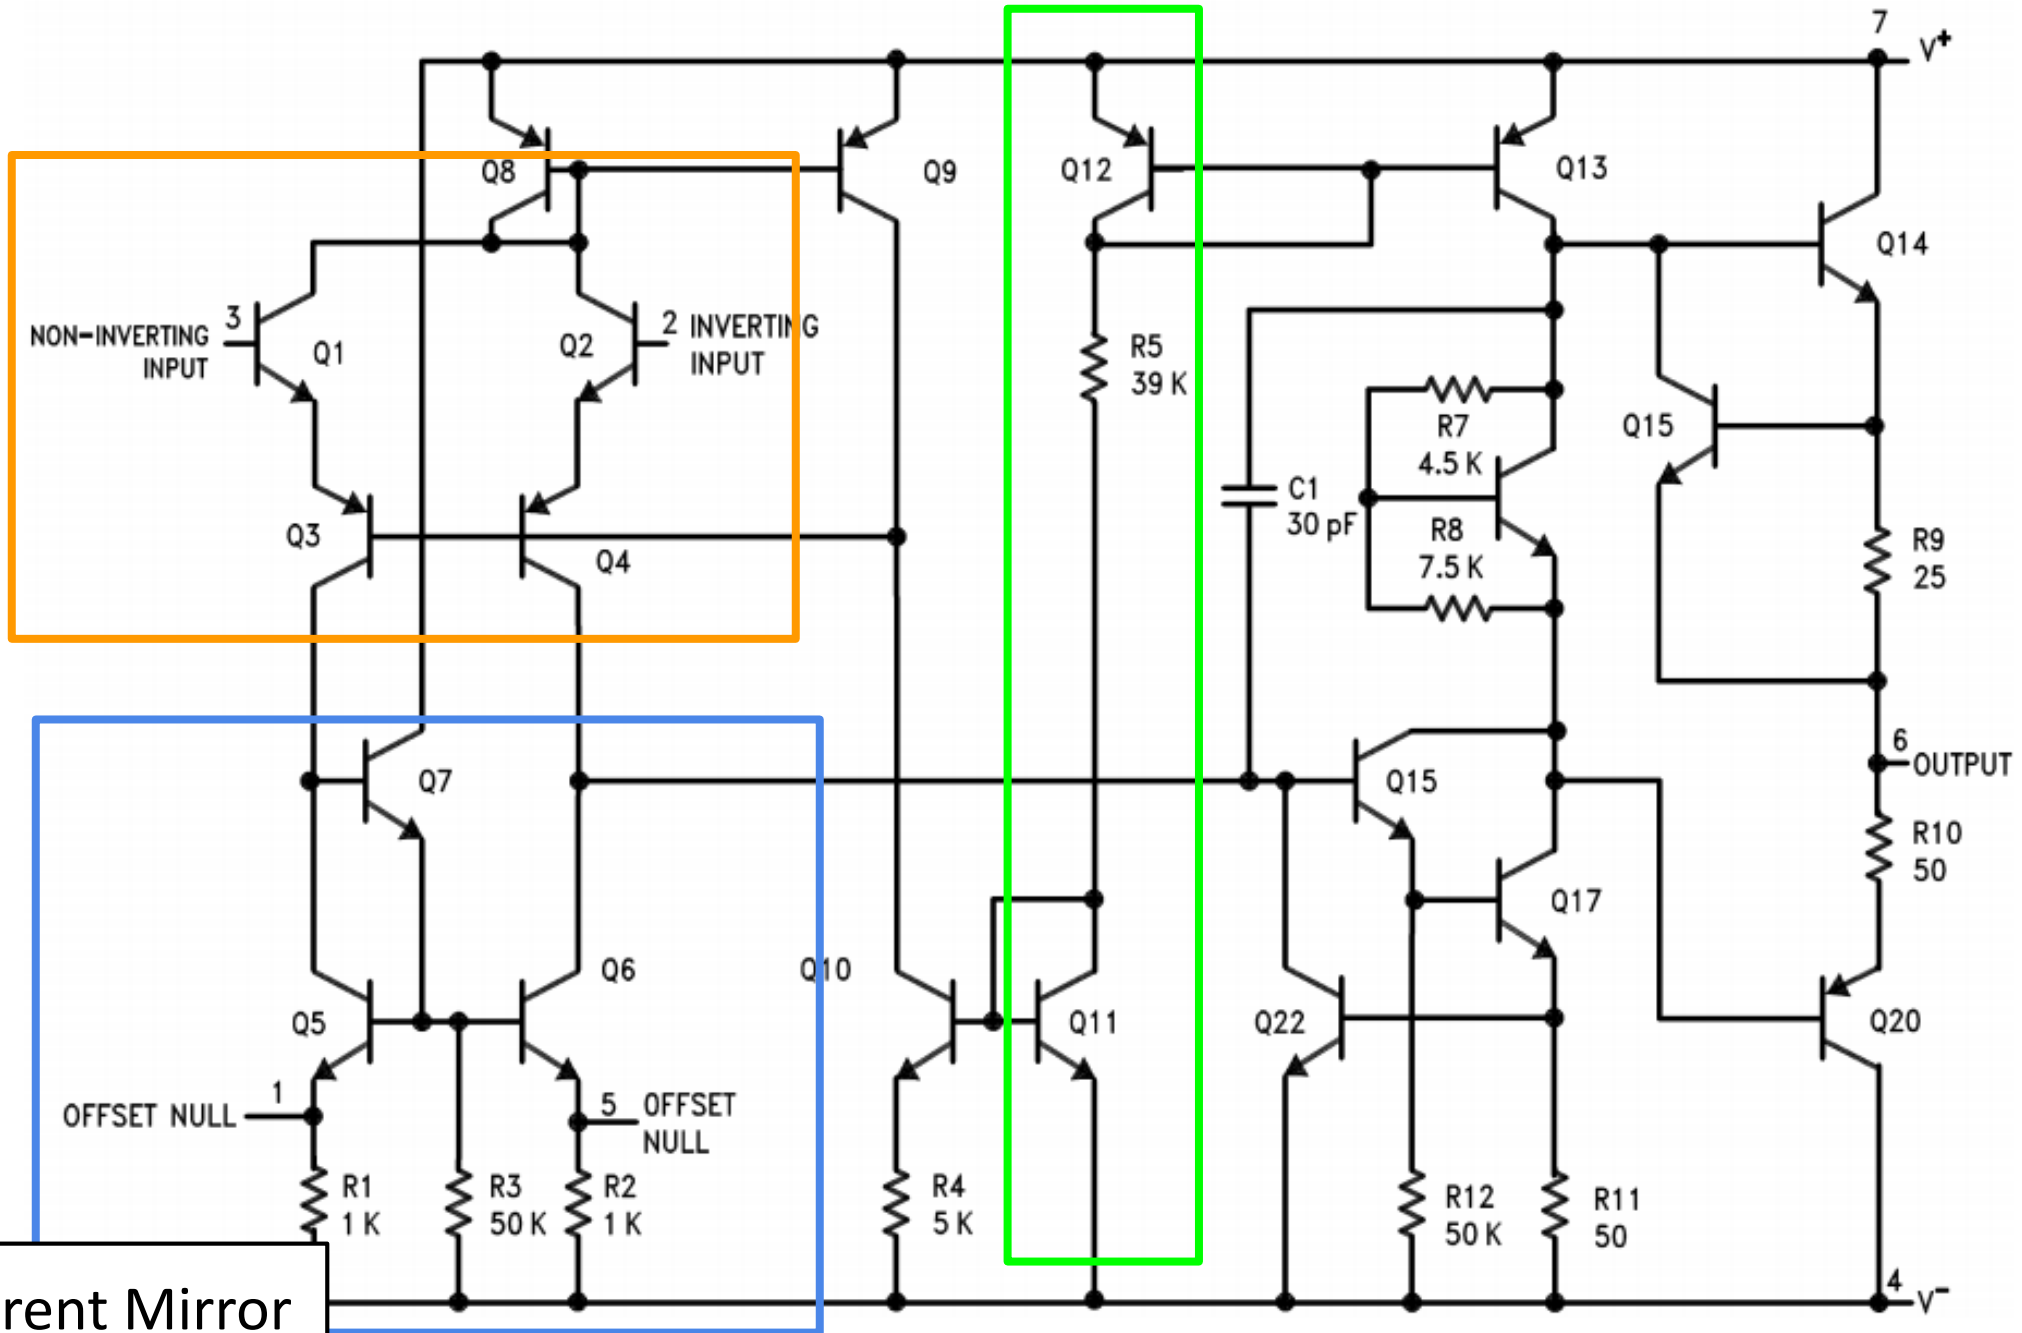 7
V+
Q8
Q9
Q12
Q13
Q14
3
NON-INVERTING
INPUT
Q1
Q2
2 INVERTING
INPUT
R5
39 K
R7
4.5 K
Q15
C1
30 pF
R8
7.5 K
Q3
Q4
R9
25
6
OUTPUT
Q7
Q15
R10
50
Q17
Q6
Q10
Q5
Q11
Q22
Q20
1
OFFSET NULL
5 OFFSET
NULL
R1
1 K
R3
50 K
R2
1 K
R4
5 K
R12
50 K
R11
50
4
V-
rent Mirror